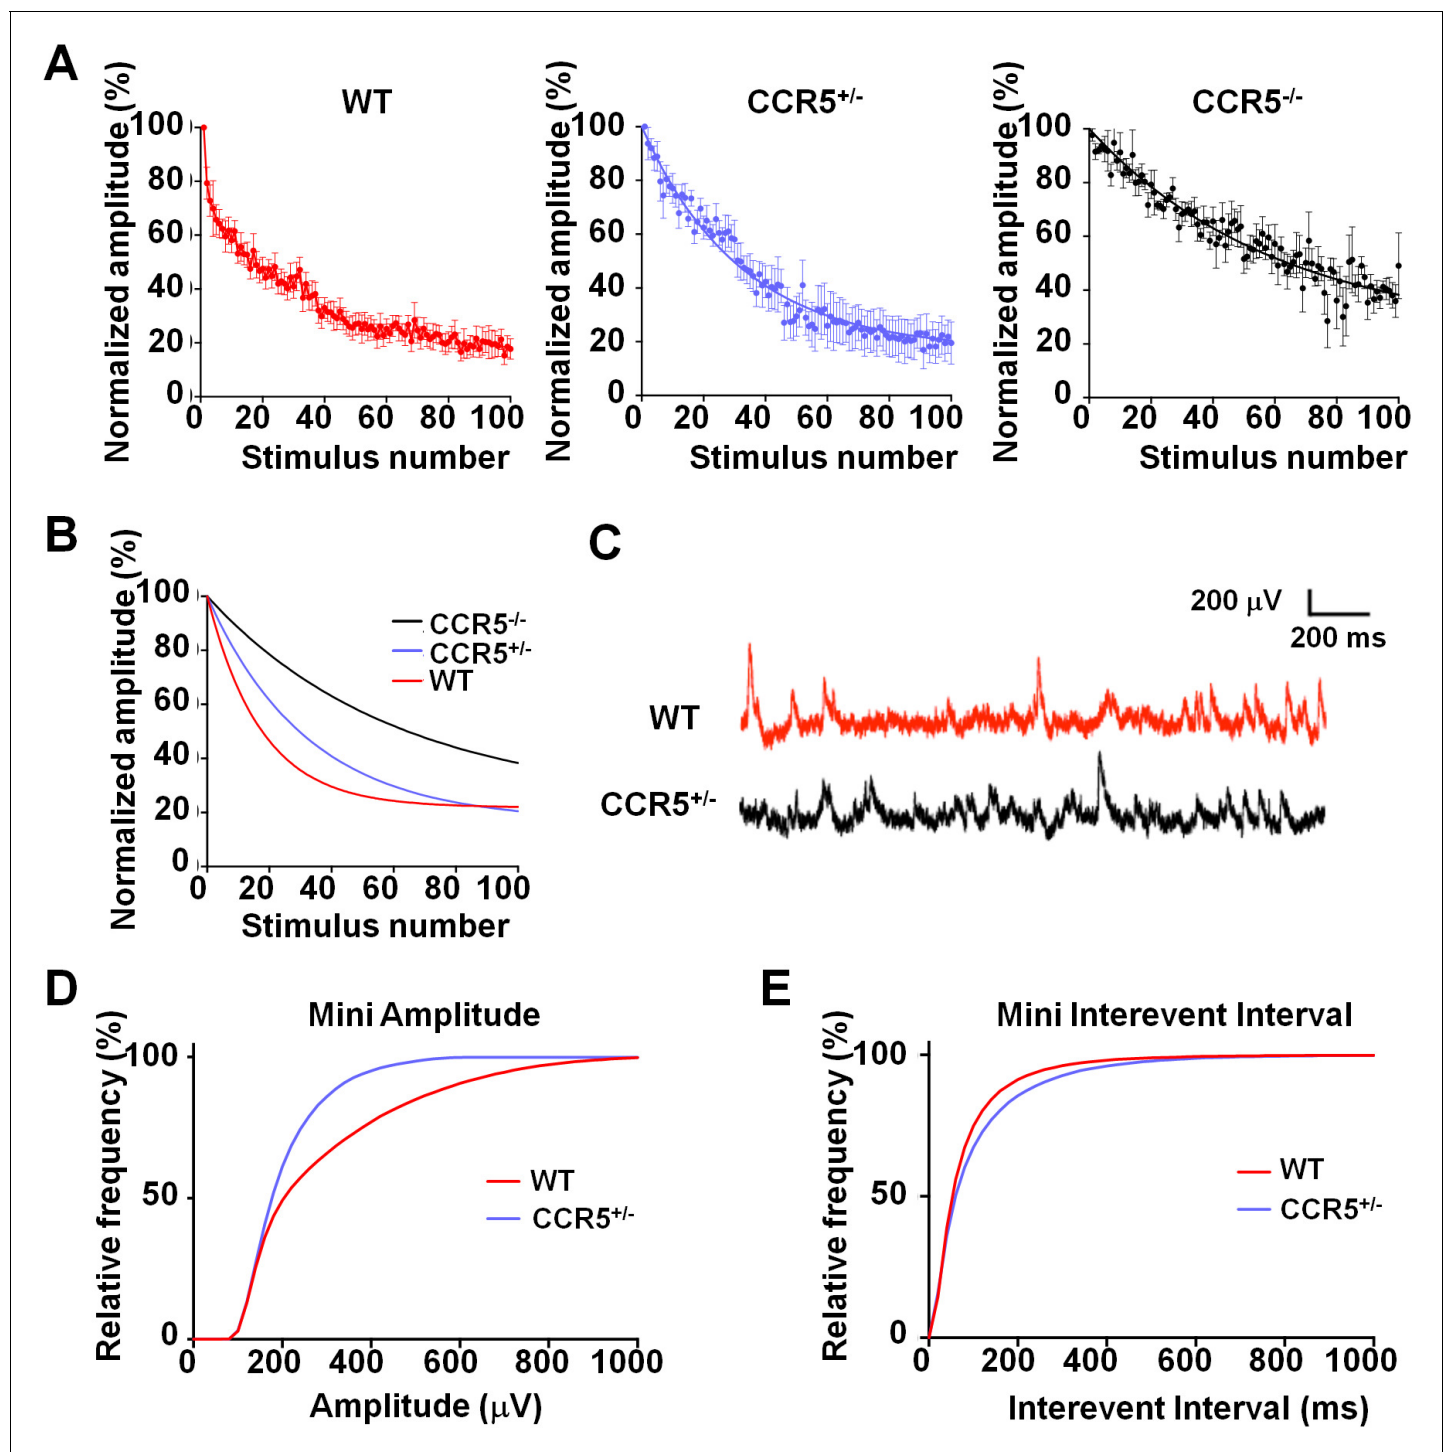 A
WT
CCR5+/-
CCR5-/-
Normalized amplitude (%)
100
80
60
40
20
0
0 20 40 60 80 100
Stimulus number
Normalized amplitude (%)
100
80
60
40
20
0
0 20 40 60 80 100
Stimulus number
Normalized amplitude (%)
100
80
60
40
20
0
0 20 40 60 80 100
Stimulus number
B
Normalized amplitude (%)
100
80
60
40
20
0
0 20 40 60 80 100
Stimulus number
CCR5-/-
CCR5+/-
WT
C
200 μV
200 ms
WT
CCR5+/-
D
Mini Amplitude
Relative frequency (%)
100
50
0
0 200 400 600 800 1000
Amplitude (μV)
WT
CCR5+/-
E
Mini Interevent Interval
Relative frequency (%)
100
50
0
0 200 400 600 800 1000
Interevent Interval (ms)
WT
CCR5+/-